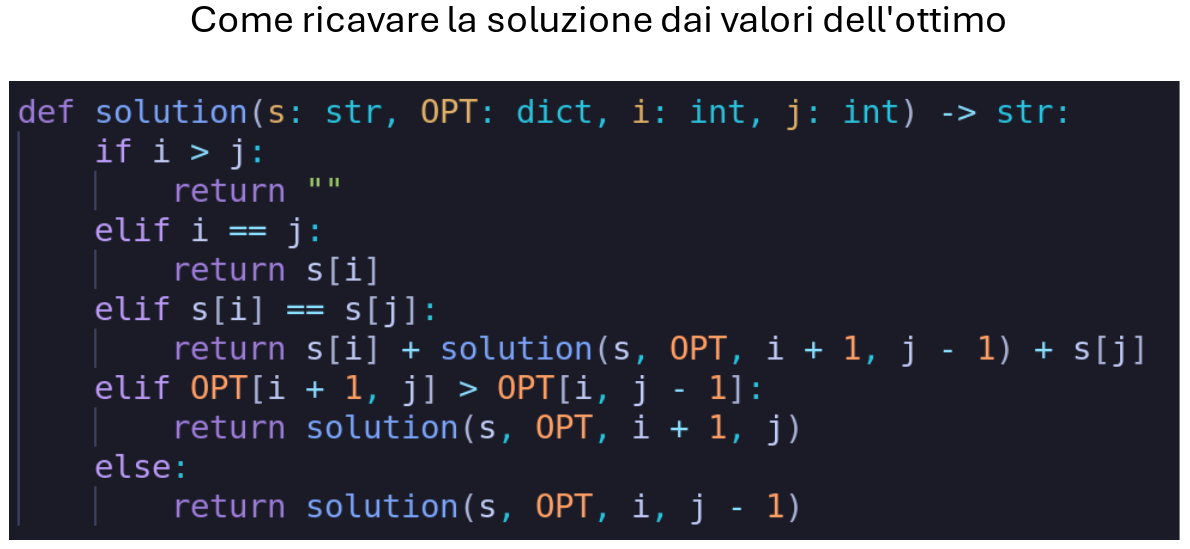 Come ricavare la soluzione dai valori dell'ottimo
def solution(s: str, OPT: dict, i: int, j: int) -> str:
    if i > j:
        return ""
    elif i == j:
        return s[i]
    elif s[i] == s[j]:
        return s[i] + solution(s, OPT, i + 1, j - 1) + s[j]
    elif OPT[i + 1, j] > OPT[i, j - 1]:
        return solution(s, OPT, i + 1, j)
    else:
        return solution(s, OPT, i, j - 1)